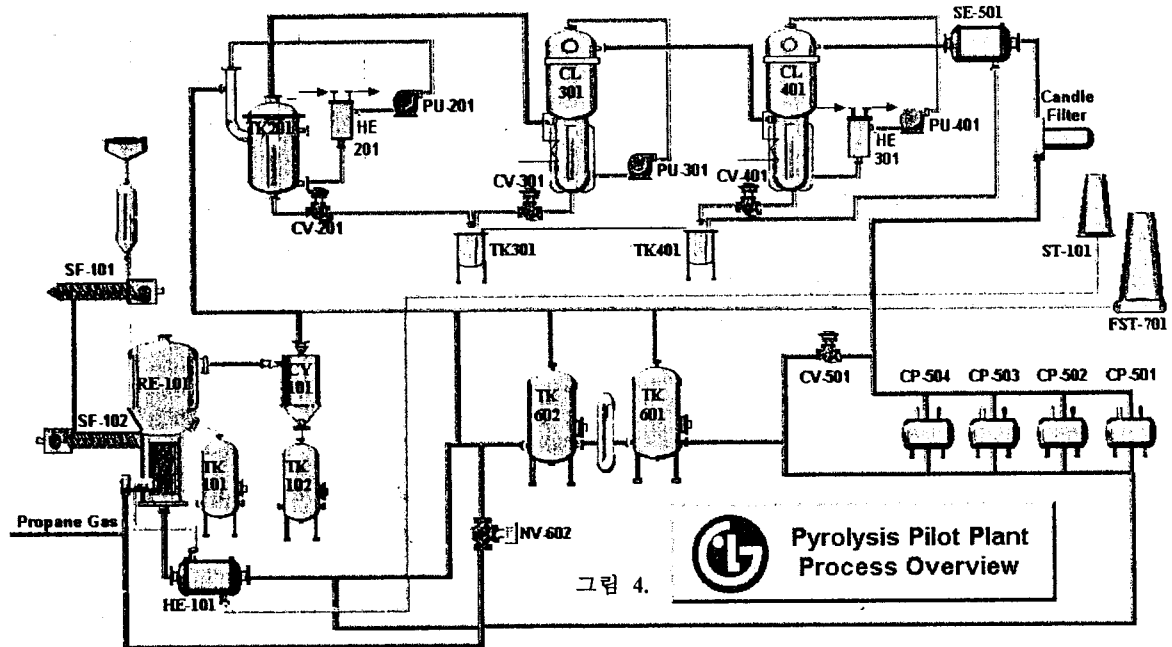 SE-501
CL
301
CL
401
PU-201
TK201
HE
201
Candle
Filter
PU-401
HE
301
PU-301
CV-301
CV-401
CV-201
TK301
TK401
ST-101
SF-101
FST-701
CV-501
CP-504
CP-503
CP-502
CP-501
RE-101
CY
101
TK
602
TK
601
SF-102
TK
101
TK
102
Propane Gas
NV-602
HE-101
그림 4.
Pyrolysis Pilot Plant
Process Overview